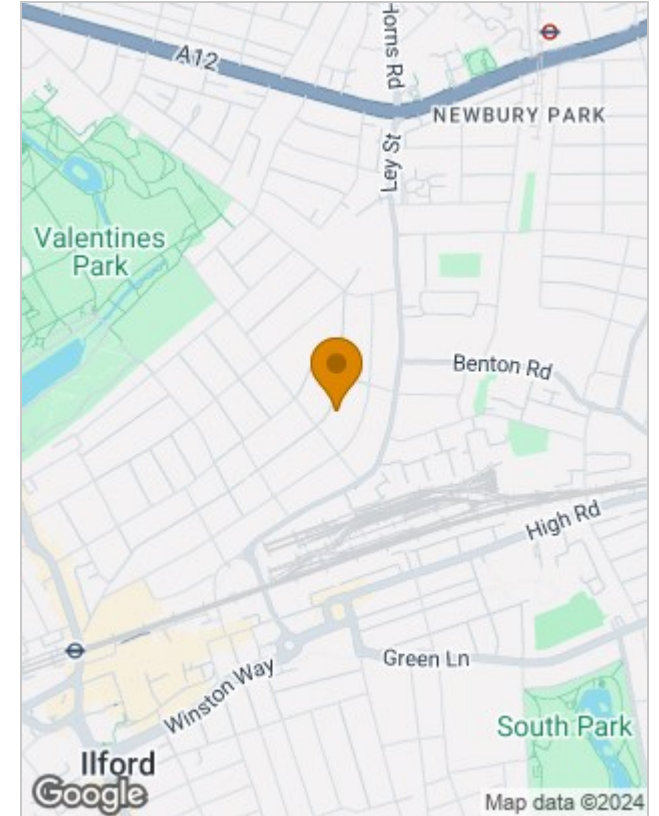 Horns Rd
A12
NEWBURY PARK
Ley St
Valentines
Park
Benton Rd
High Rd
Green Ln
Winston Way
South Park
Ilford
Google
Map data ©2024